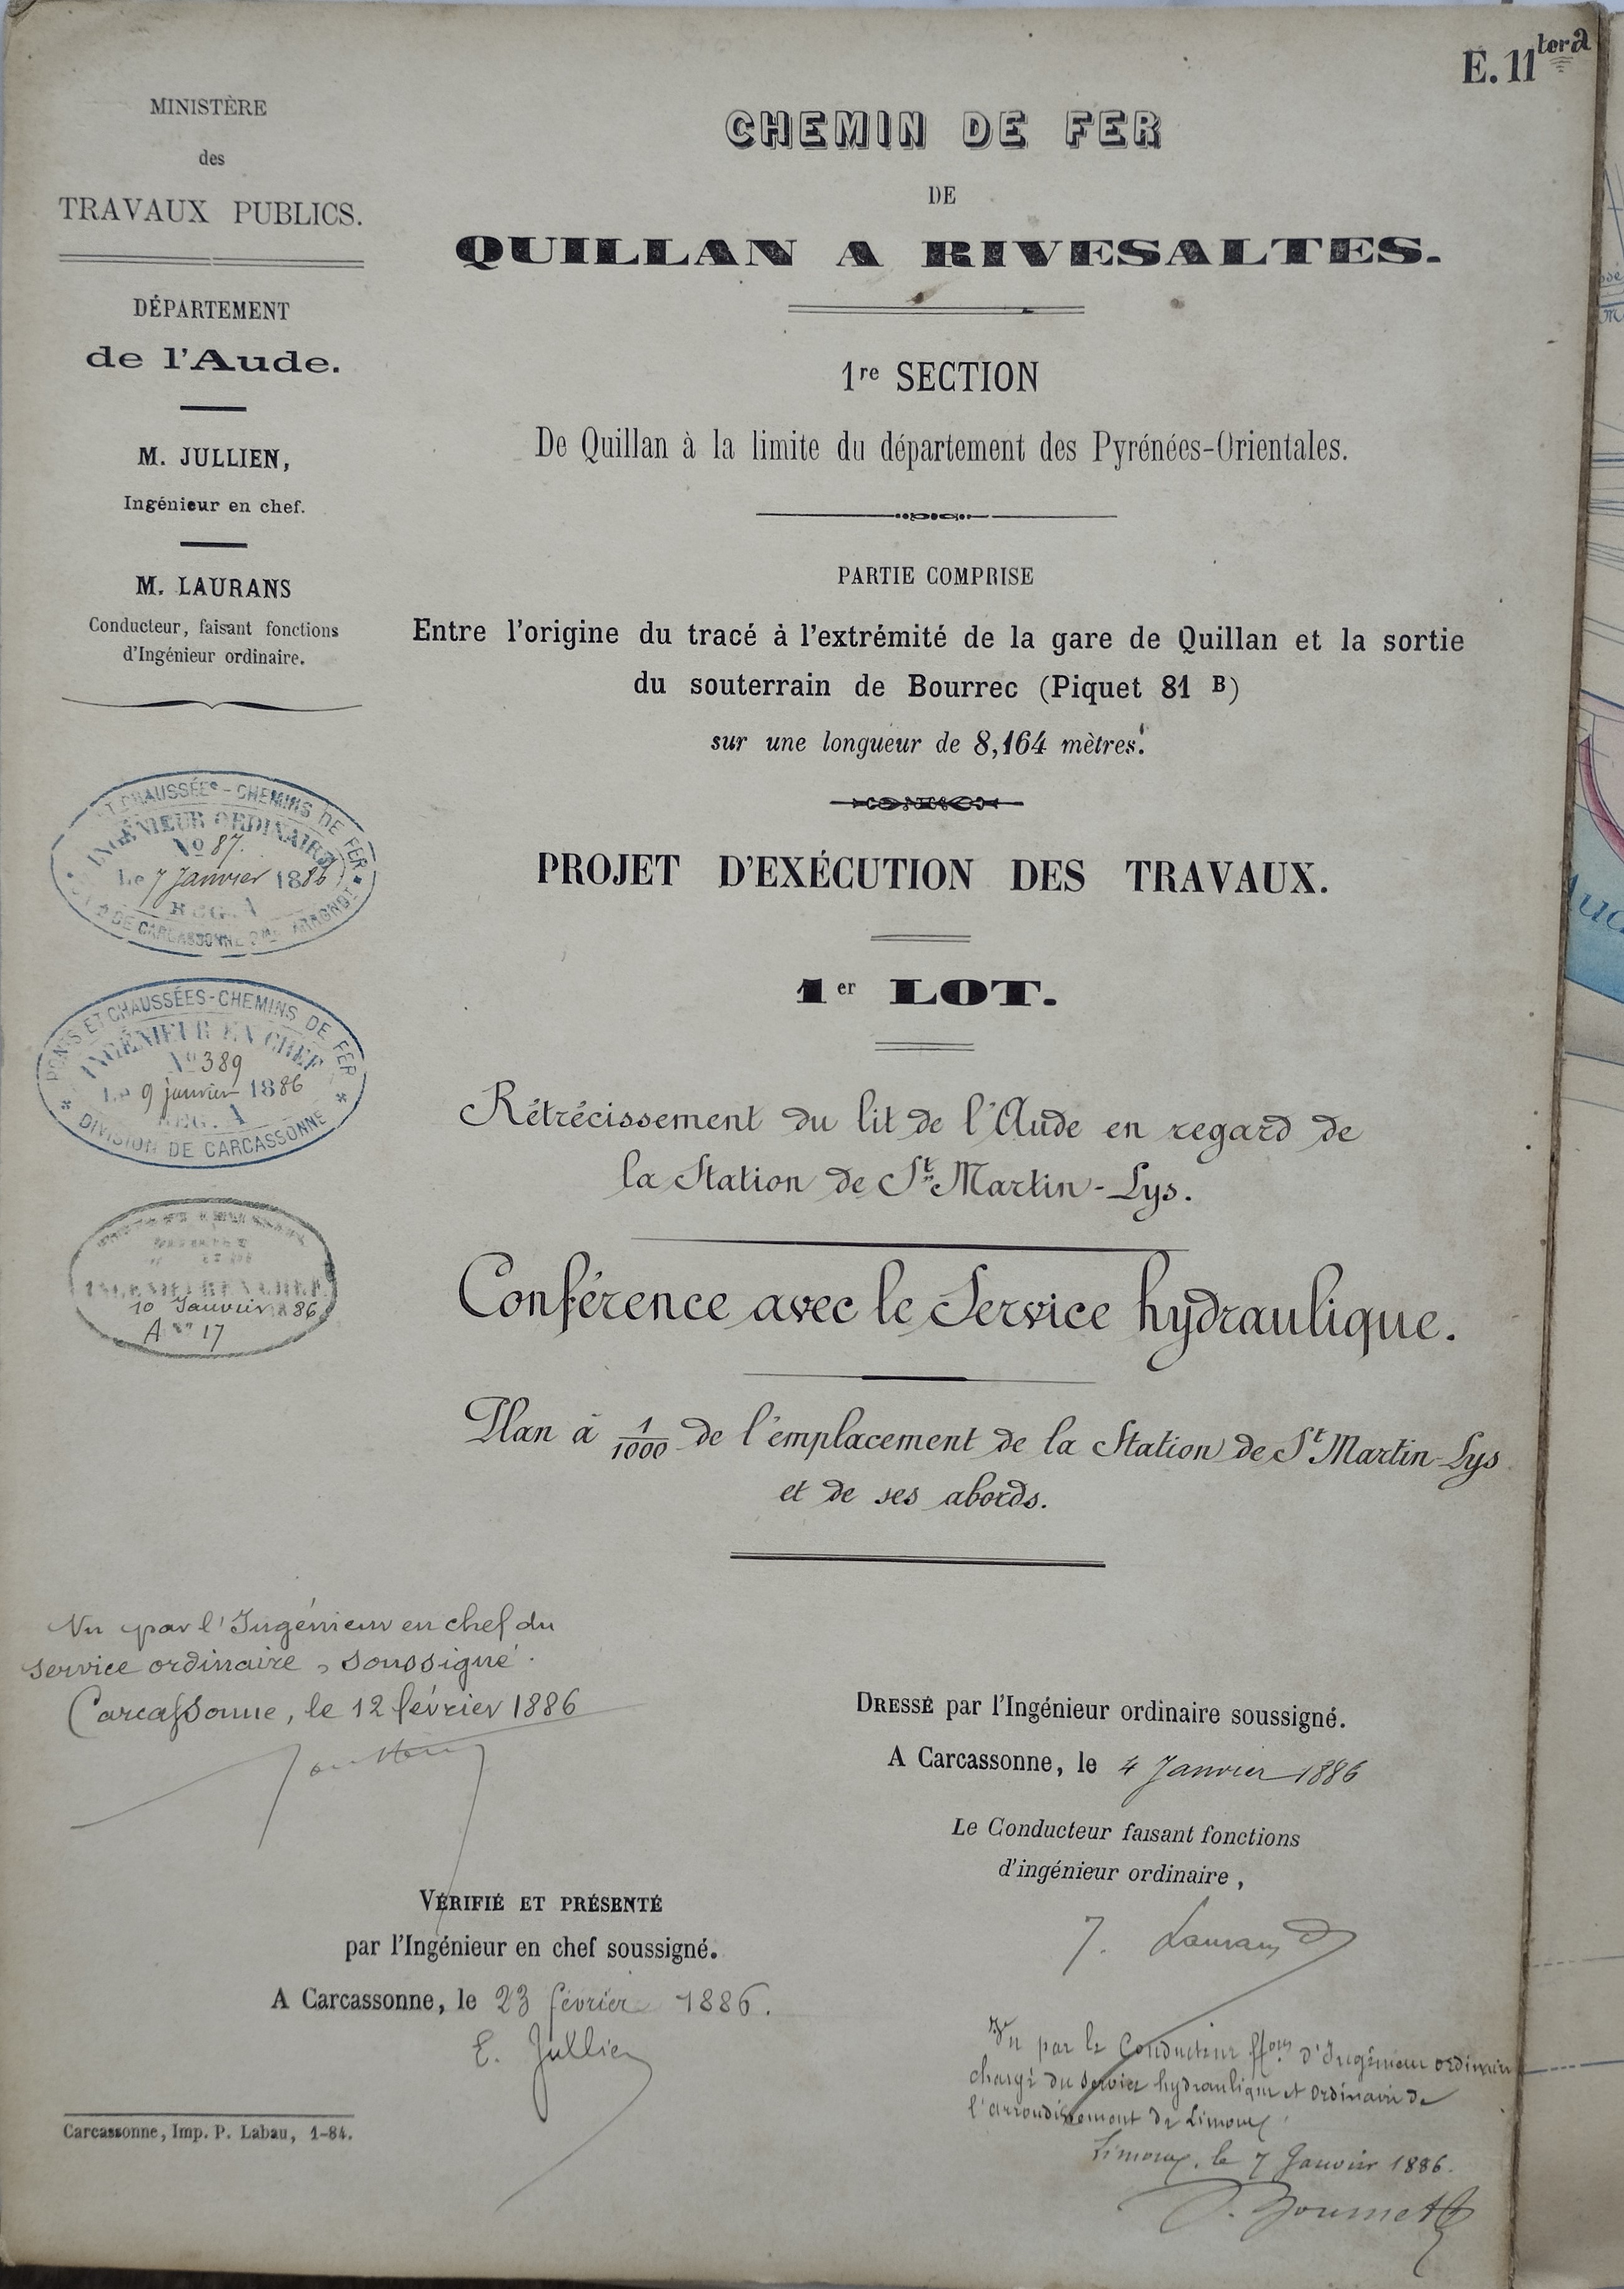 E. 11 ter a
MINISTÈRE
des
TRAVAUX PUBLICS.
DÉPARTEMENT
de l'Aude.
M. JULLIEN,
Ingénieur en chef.
M. LAURANS
Conducteur, faisant fonctions
d'Ingénieur ordinaire.
CHEMIN DE FER
DE
QUILLAN A RIVESALTES.
1re SECTION
De Quillan à la limite du département des Pyrénées-Orientales.
PARTIE COMPRISE
Entre l'origine du tracé à l'extrémité de la gare de Quillan et la sortie
du souterrain de Bourrec (Piquet 81 B)
sur une longueur de 8,164 mètres.
PROJET D'EXÉCUTION DES TRAVAUX.
1er LOT.
Rétrécissement du lit de l'Aude en regard de
la Station de St Martin-Lys.
Conférence avec le Service hydraulique.
Plan à 1/1000 de l'emplacement de la Station de St Martin-Lys
et de ses abords.
T CHAUSSÉES - CHEMINS DE FER
INGÉNIEUR ORDINAIRE
No 87.
Le 7 Janvier 1886
REG. A
DE CARCASSONNE
PONTS ET CHAUSSÉES - CHEMINS DE FER
INGÉNIEUR EN CHEF
No 389
Le 9 janvier 1886
REG. A
DIVISION DE CARCASSONNE
INGENIEUR EN CHEF
10 Janvier 1886
A No 17
Vu par l'Ingénieur en chef du
service ordinaire, soussigné.
Carcassonne, le 12 février 1886
VÉRIFIÉ ET PRÉSENTÉ
par l'Ingénieur en chef soussigné.
A Carcassonne, le 23 février 1886.
E. Jullien
DRESSÉ par l'Ingénieur ordinaire soussigné.
A Carcassonne, le 4 Janvier 1886
Le Conducteur faisant fonctions
d'ingénieur ordinaire,
J. Laurans
Vu par le Conducteur ffons d'Ingénieur ordinaire
chargé du service hydraulique et ordinaire de
l'arrondissement de Limoux
Limoux, le 7 Janvier 1886.
Carcassonne, Imp. P. Labau, 1-84.